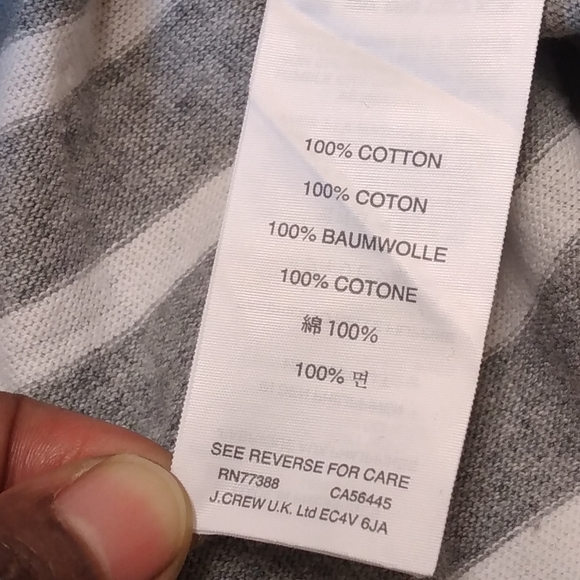 100% COTTON
100% COTON
100% BAUMWOLLE
100% COTONE
綿 100%
100% 면
SEE REVERSE FOR CARE
RN77388 CA56445
J.CREW U.K. Ltd EC4V 6JA